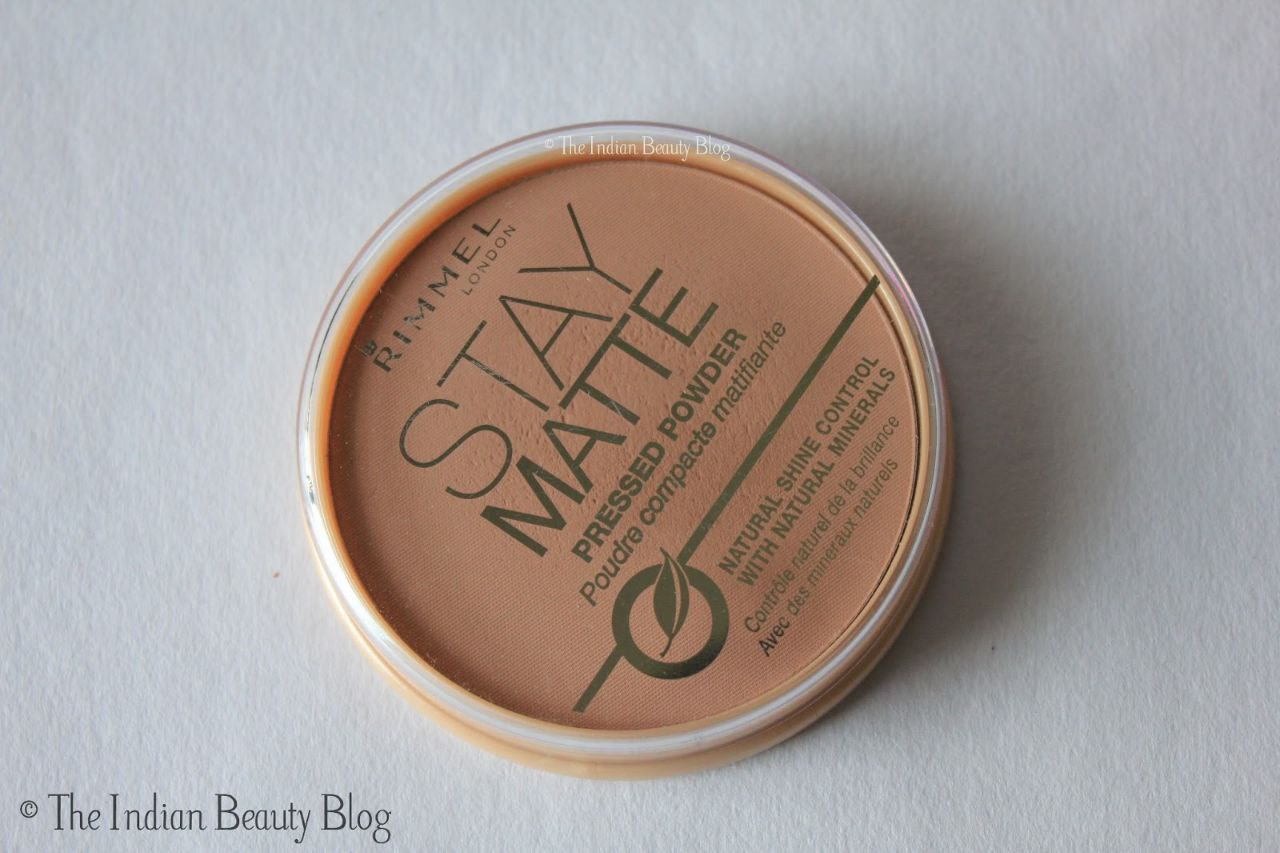 © The Indian Beauty Blog
RIMMEL
LONDON
STAY
MATTE
PRESSED POWDER
Poudre compacte matifiante
NATURAL SHINE CONTROL
WITH NATURAL MINERALS
Contrôle naturel de la brillance
Avec des mineraux naturels
© The Indian Beauty Blog